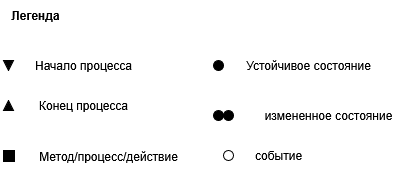 Легенда
Начало процесса
Устойчивое состояние
Конец процесса
измененное состояние
Метод/процесс/действие
событие